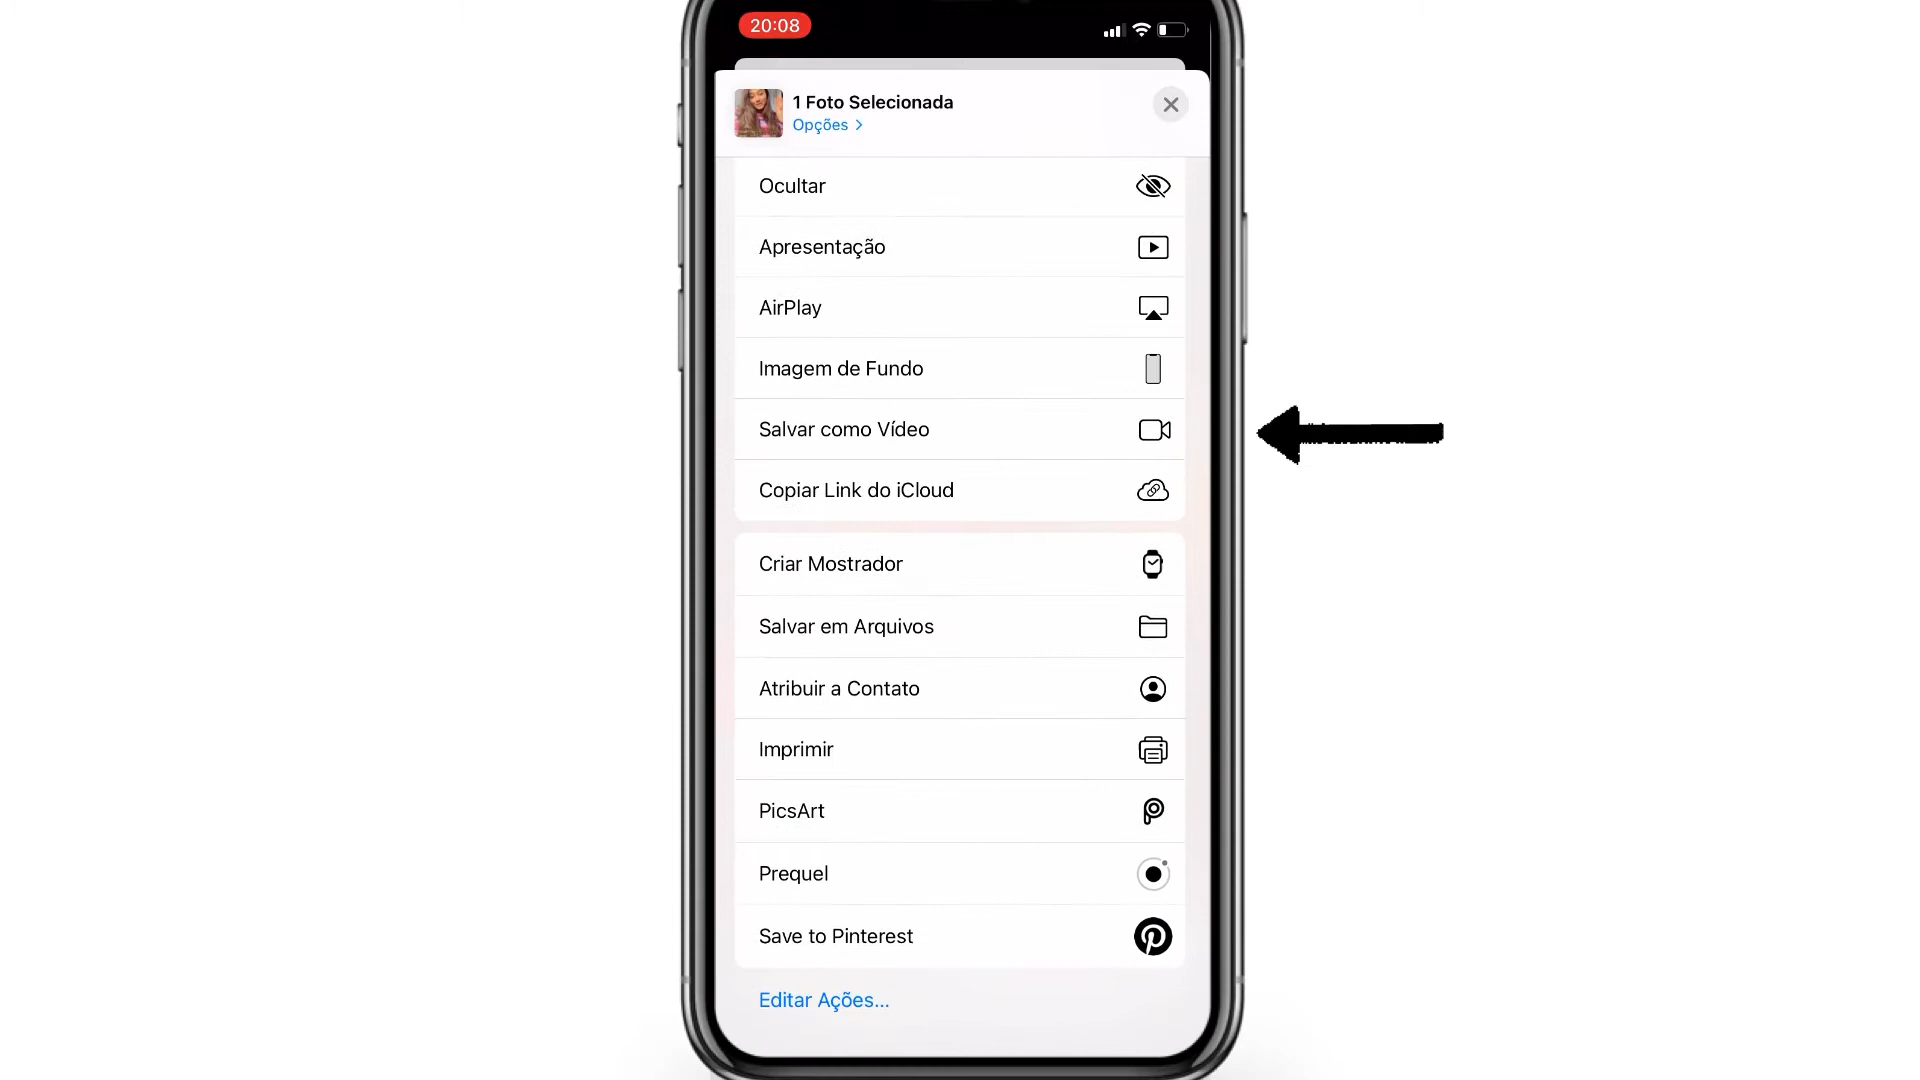 20:08
1 Foto Selecionada
Opções >
Ocultar
Apresentação
AirPlay
Imagem de Fundo
Salvar como Vídeo
Copiar Link do iCloud
Criar Mostrador
Salvar em Arquivos
Atribuir a Contato
Imprimir
PicsArt
Prequel
Save to Pinterest
Editar Ações...